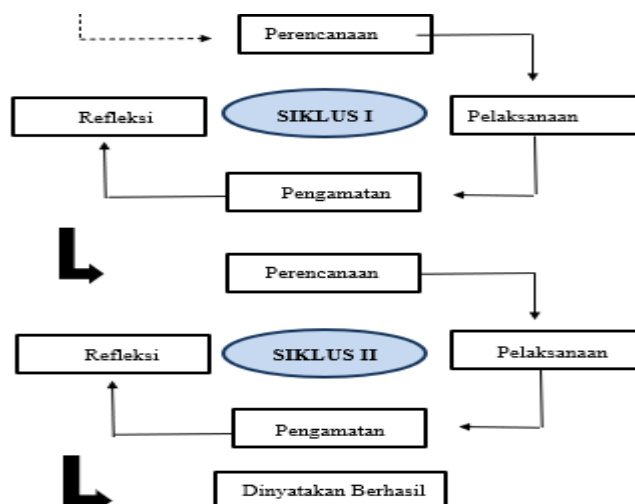 Perencanaan
Refleksi
SIKLUS I
Pelaksanaan
Pengamatan
Perencanaan
Refleksi
SIKLUS II
Pelaksanaan
Pengamatan
Dinyatakan Berhasil